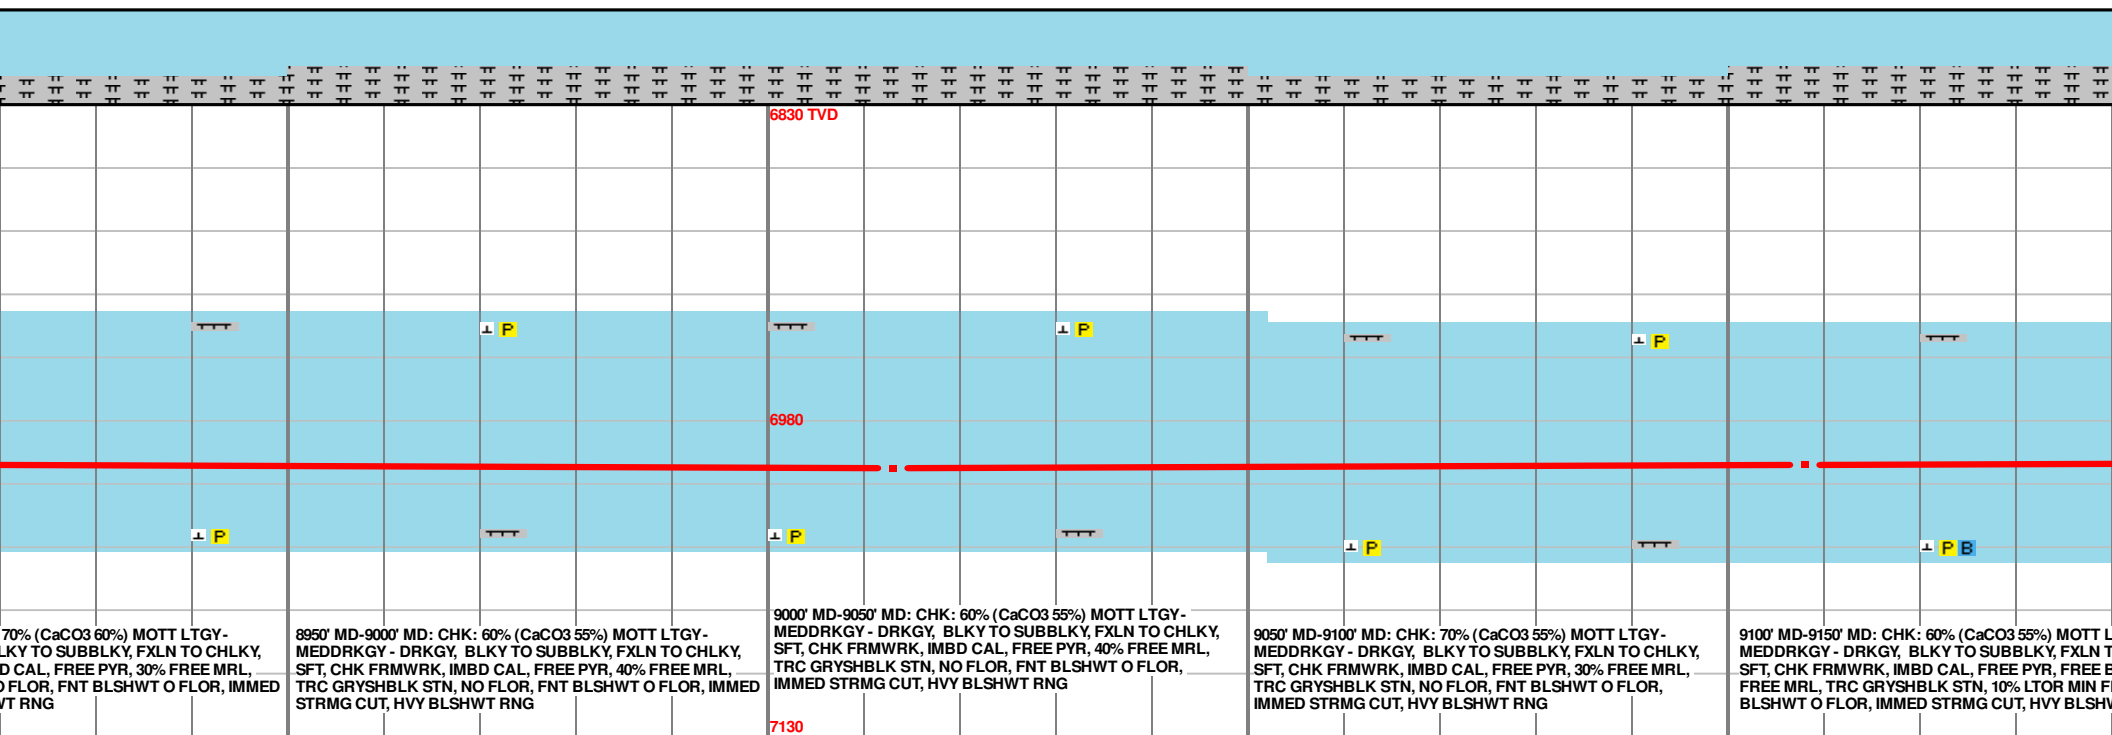 6830 TVD
P
P
P
6980
P
P
P
P B
70% (CaCO3 60%) MOTT LTGY-
LKY TO SUBBLKY, FXLN TO CHLKY,
D CAL, FREE PYR, 30% FREE MRL,
FLOR, FNT BLSHWT O FLOR, IMMED
RNG
8950' MD-9000' MD: CHK: 60% (CaCO3 55%) MOTT LTGY-
MEDDRKGY - DRKGY, BLKY TO SUBBLKY, FXLN TO CHLKY,
SFT, CHK FRMWRK, IMBD CAL, FREE PYR, 40% FREE MRL,
TRC GRYSHBLK STN, NO FLOR, FNT BLSHWT O FLOR, IMMED
STRMG CUT, HVY BLSHWT RNG
9000' MD-9050' MD: CHK: 60% (CaCO3 55%) MOTT LTGY-
MEDDRKGY - DRKGY, BLKY TO SUBBLKY, FXLN TO CHLKY,
SFT, CHK FRMWRK, IMBD CAL, FREE PYR, 40% FREE MRL,
TRC GRYSHBLK STN, NO FLOR, FNT BLSHWT O FLOR,
IMMED STRMG CUT, HVY BLSHWT RNG
9050' MD-9100' MD: CHK: 70% (CaCO3 55%) MOTT LTGY-
MEDDRKGY - DRKGY, BLKY TO SUBBLKY, FXLN TO CHLKY,
SFT, CHK FRMWRK, IMBD CAL, FREE PYR, 30% FREE MRL,
TRC GRYSHBLK STN, NO FLOR, FNT BLSHWT O FLOR,
IMMED STRMG CUT, HVY BLSHWT RNG
9100' MD-9150' MD: CHK: 60% (CaCO3 55%) MOTT L
MEDDRKGY - DRKGY, BLKY TO SUBBLKY, FXLN T
SFT, CHK FRMWRK, IMBD CAL, FREE PYR, FREE B
FREE MRL, TRC GRYSHBLK STN, 10% LTOR MIN F
BLSHWT O FLOR, IMMED STRMG CUT, HVY BLSHW
7130